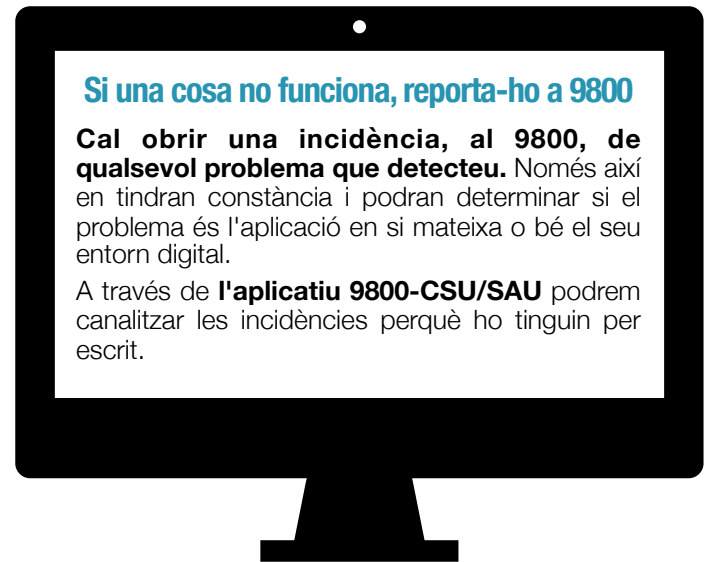 Si una cosa no funciona, reporta-ho a 9800
Cal obrir una incidència, al 9800, de
qualsevol problema que detecteu. Només així
en tindran constància i podran determinar si el
problema és l'aplicació en si mateixa o bé el seu
entorn digital.
A través de l'aplicatiu 9800-CSU/SAU podrem
canalitzar les incidències perquè ho tinguin per
escrit.